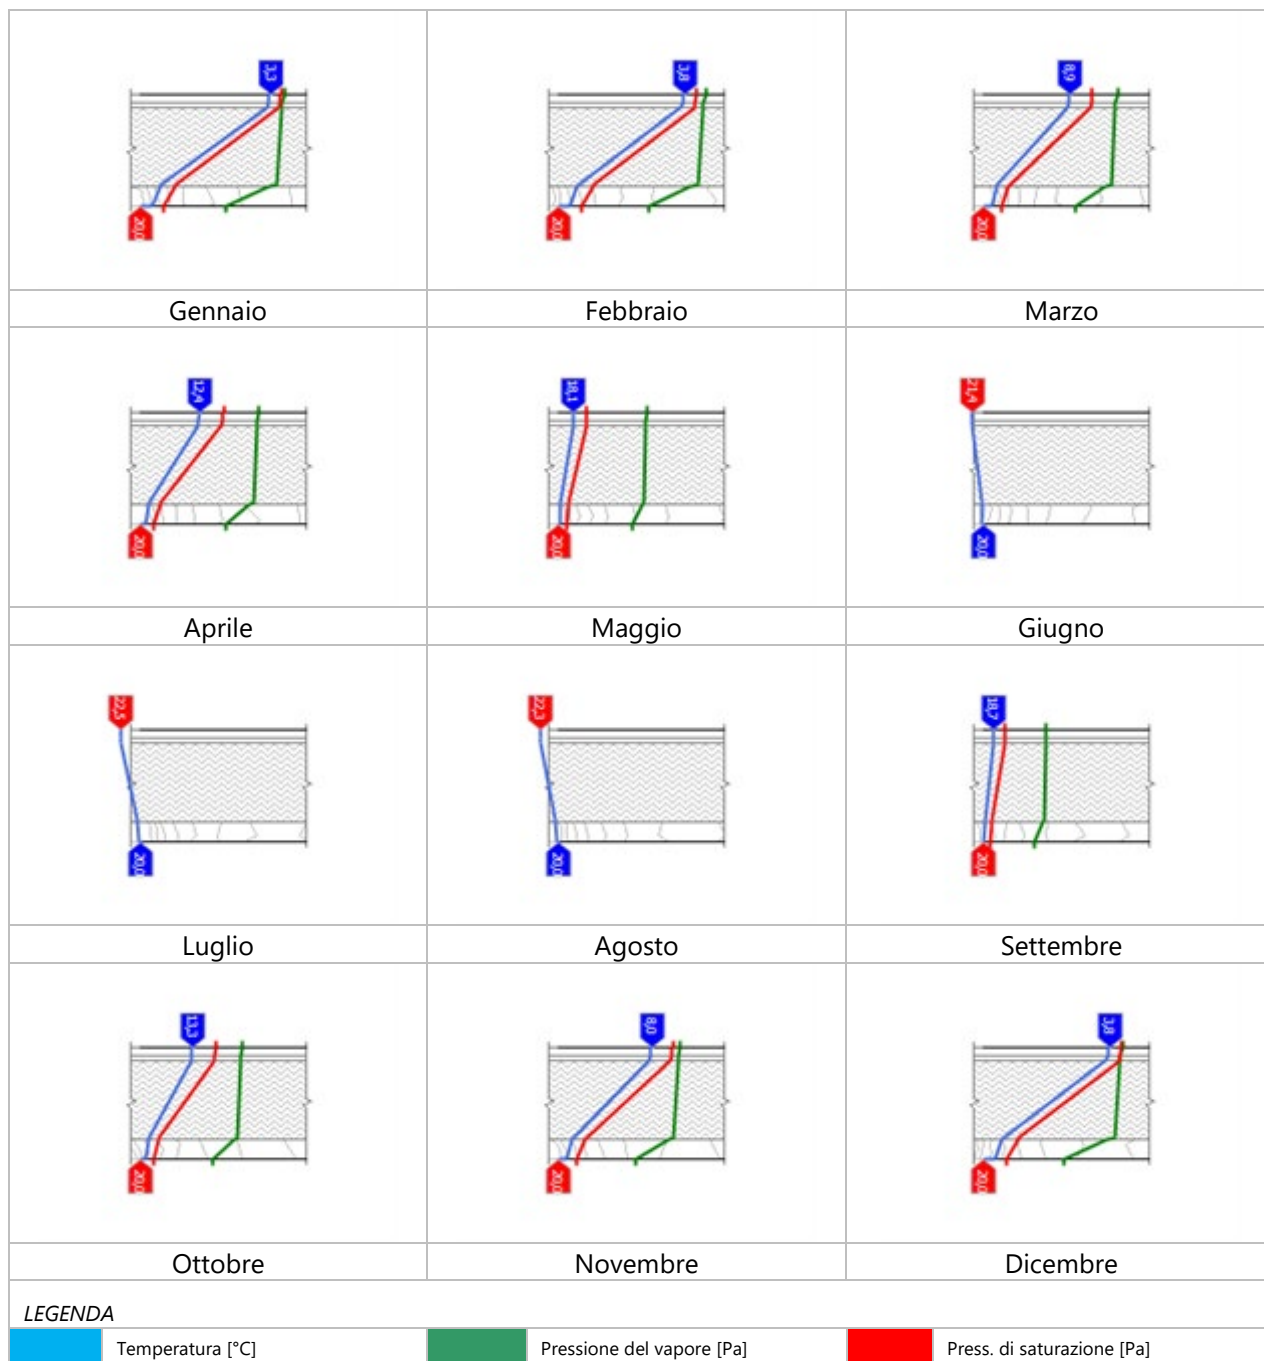 3,3
3,8
8,9
20,0
20,0
20,0
Gennaio
Febbraio
Marzo
12,4
18,1
21,4
20,0
20,0
20,0
Aprile
Maggio
Giugno
22,5
22,3
18,7
20,0
20,0
20,0
Luglio
Agosto
Settembre
13,3
8,0
3,8
20,0
20,0
20,0
Ottobre
Novembre
Dicembre
LEGENDA
Temperatura [°C]
Pressione del vapore [Pa]
Press. di saturazione [Pa]